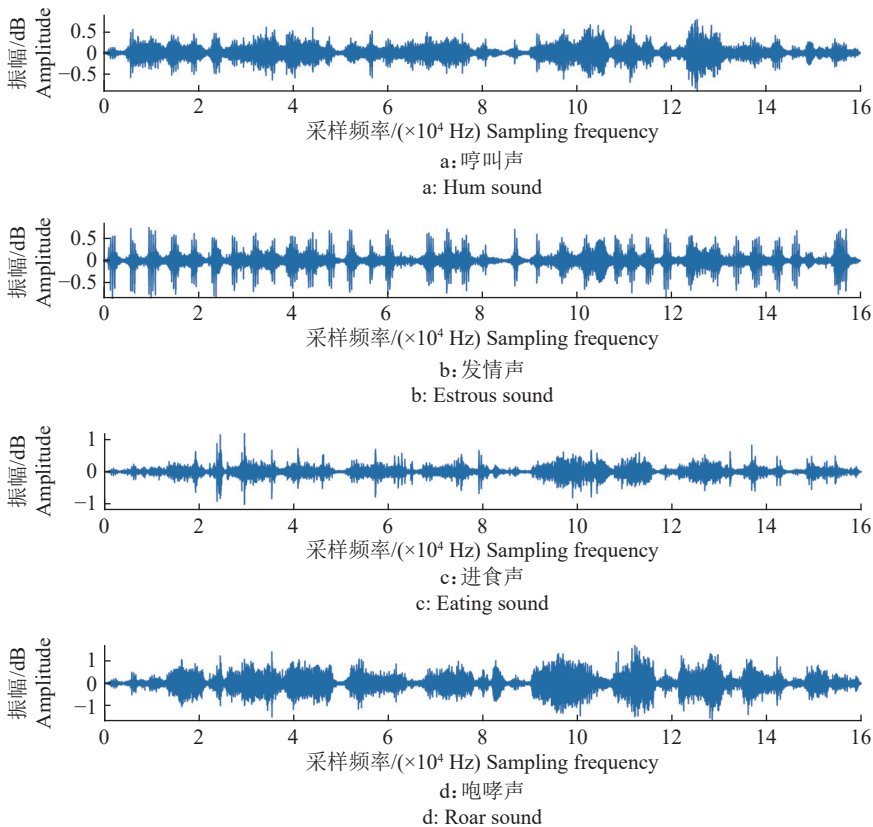 振幅/dB
Amplitude
0.5
0
−0.5
0 2 4 6 8 10 12 14 16
采样频率/(×10⁴ Hz) Sampling frequency
a:哼叫声
a: Hum sound
振幅/dB
Amplitude
0.5
0
−0.5
0 2 4 6 8 10 12 14 16
采样频率/(×10⁴ Hz) Sampling frequency
b:发情声
b: Estrous sound
振幅/dB
Amplitude
1
0
−1
0 2 4 6 8 10 12 14 16
采样频率/(×10⁴ Hz) Sampling frequency
c:进食声
c: Eating sound
振幅/dB
Amplitude
1
0
−1
0 2 4 6 8 10 12 14 16
采样频率/(×10⁴ Hz) Sampling frequency
d:咆哮声
d: Roar sound